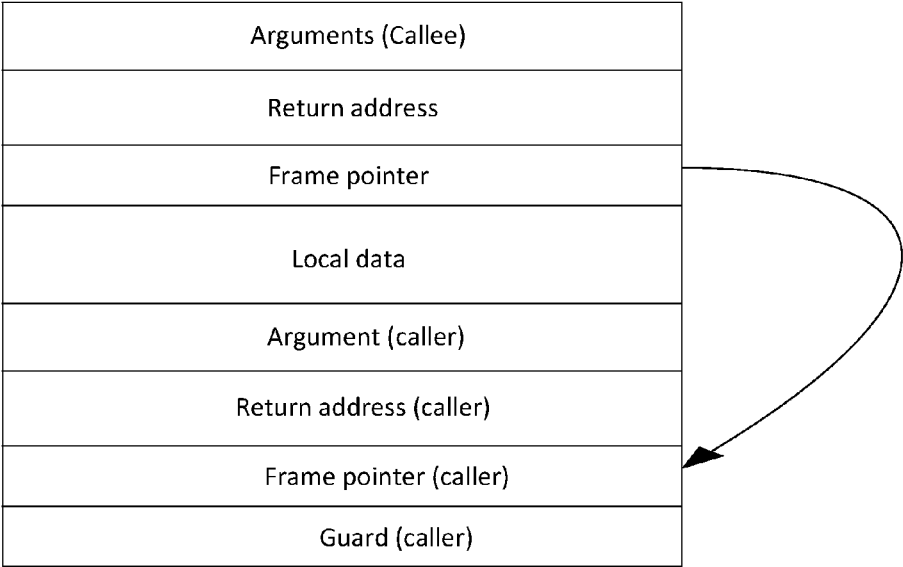 Arguments (Callee)
Return address
Frame pointer
Local data
Argument (caller)
Return address (caller)
Frame pointer (caller)
Guard (caller)